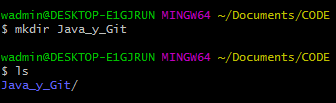 wadmin@DESKTOP-E1GJRUN MINGW64 ~/Documents/CODE
$ mkdir Java_y_Git
wadmin@DESKTOP-E1GJRUN MINGW64 ~/Documents/CODE
$ ls
Java_y_Git/